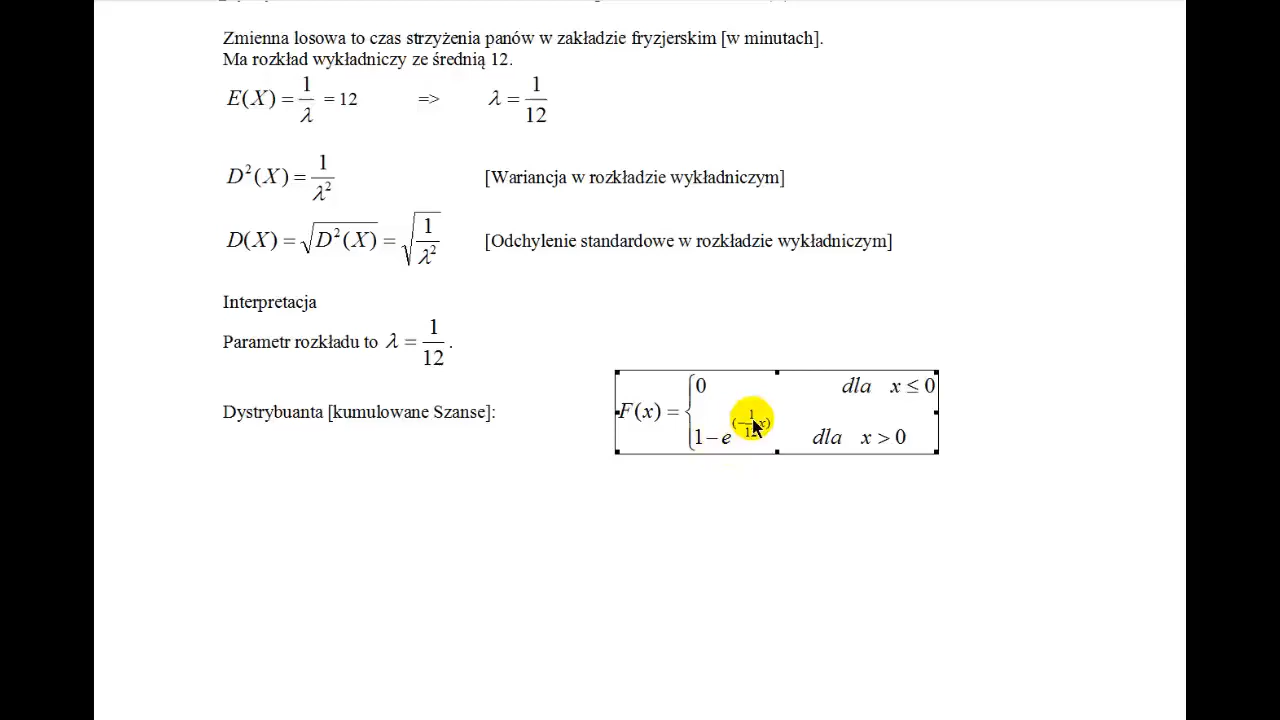 Zmienna losowa to czas strzyżenia panów w zakładzie fryzjerskim [w minutach].
Ma rozkład wykładniczy ze średnią 12.
E(X) = 1/λ = 12 => λ = 1/12
D²(X) = 1/λ² [Wariancja w rozkładzie wykładniczym]
D(X) = √D²(X) = √(1/λ²) [Odchylenie standardowe w rozkładzie wykładniczym]
Interpretacja
Parametr rozkładu to λ = 1/12 .
Dystrybuanta [kumulowane Szanse]: F(x) = { 0 dla x ≤ 0
1 − e^(−1/12 x) dla x > 0